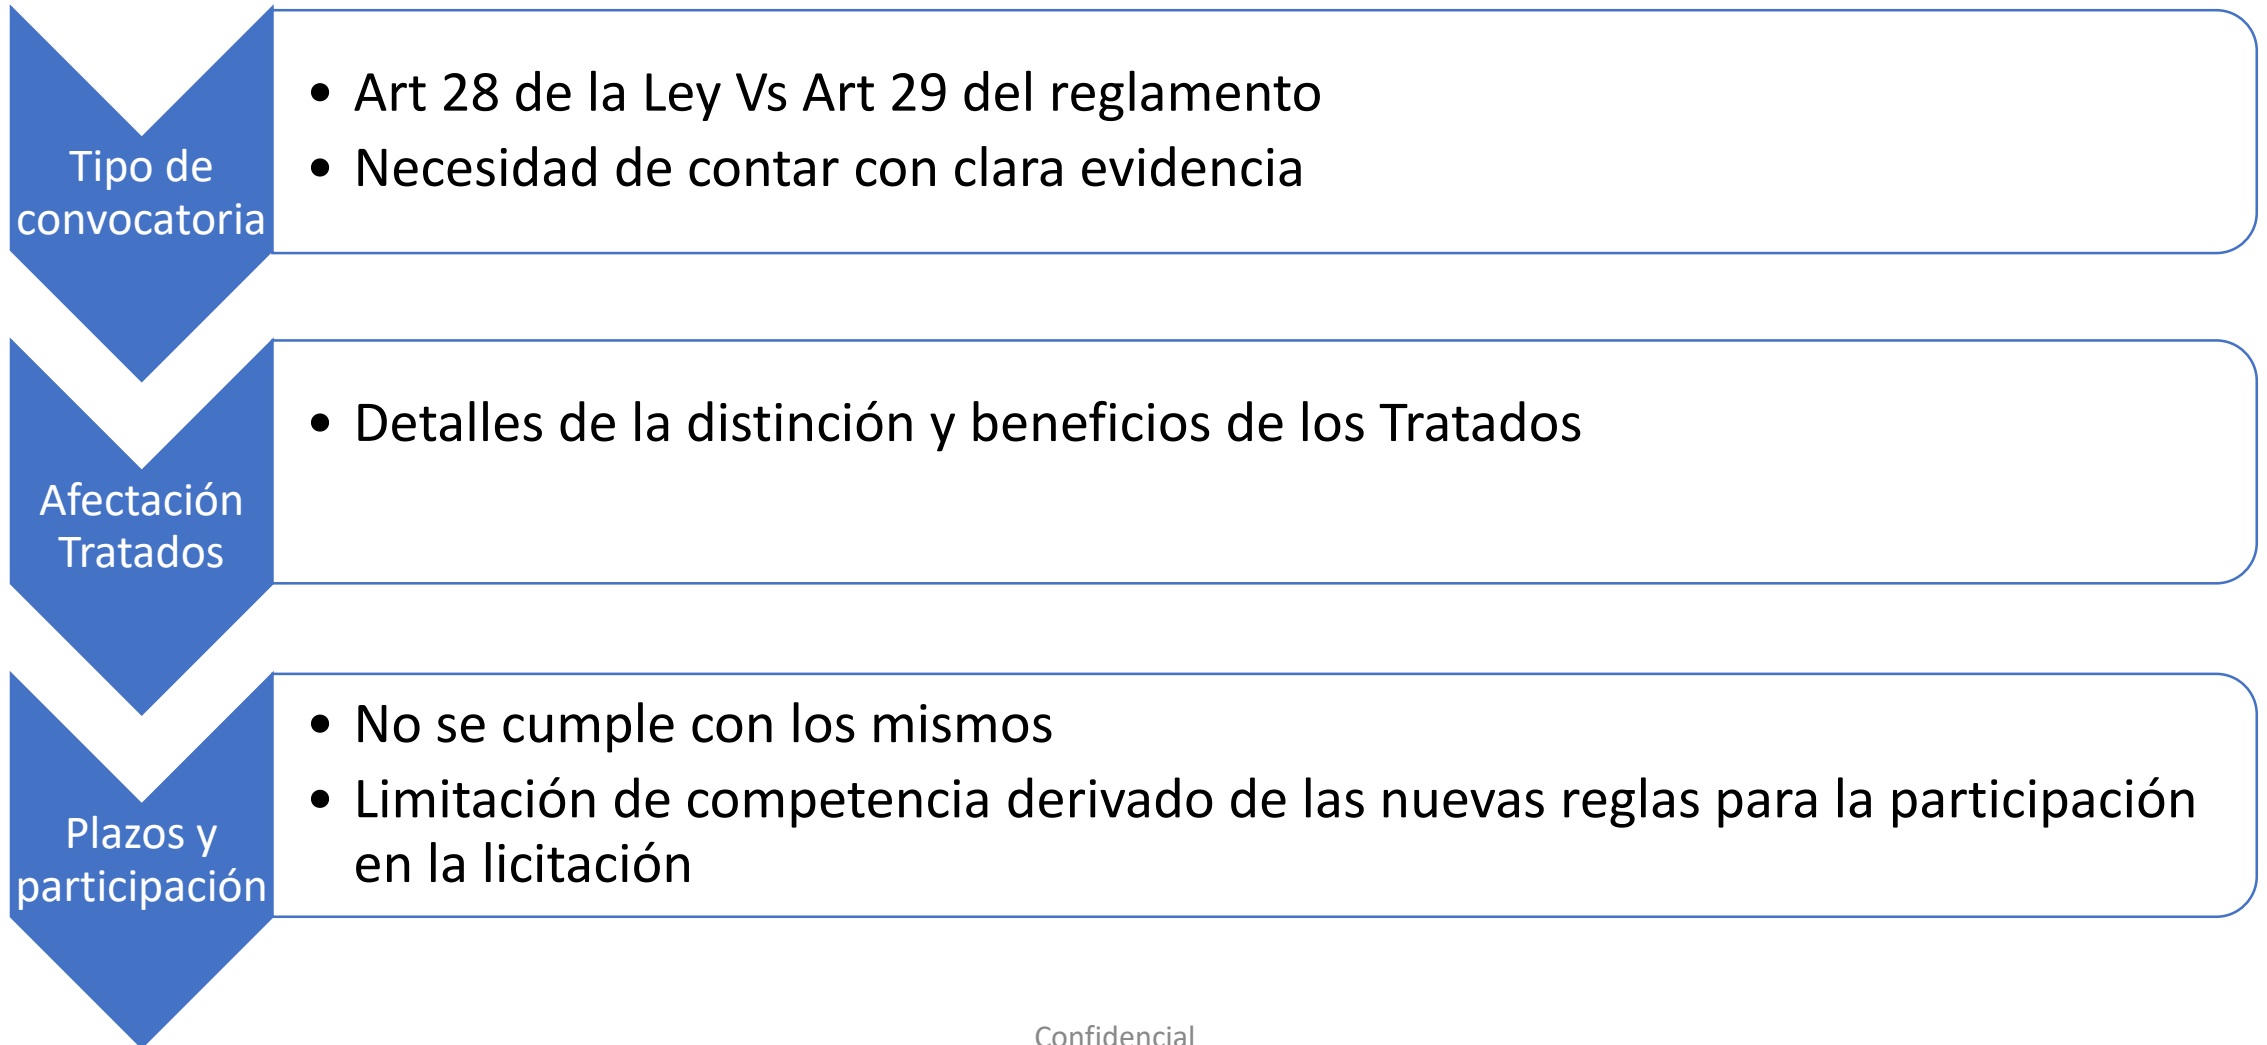 Tipo de
convocatoria
• Art 28 de la Ley Vs Art 29 del reglamento
• Necesidad de contar con clara evidencia
Afectación
Tratados
• Detalles de la distinción y beneficios de los Tratados
Plazos y
participación
• No se cumple con los mismos
• Limitación de competencia derivado de las nuevas reglas para la participación
en la licitación
Confidencial